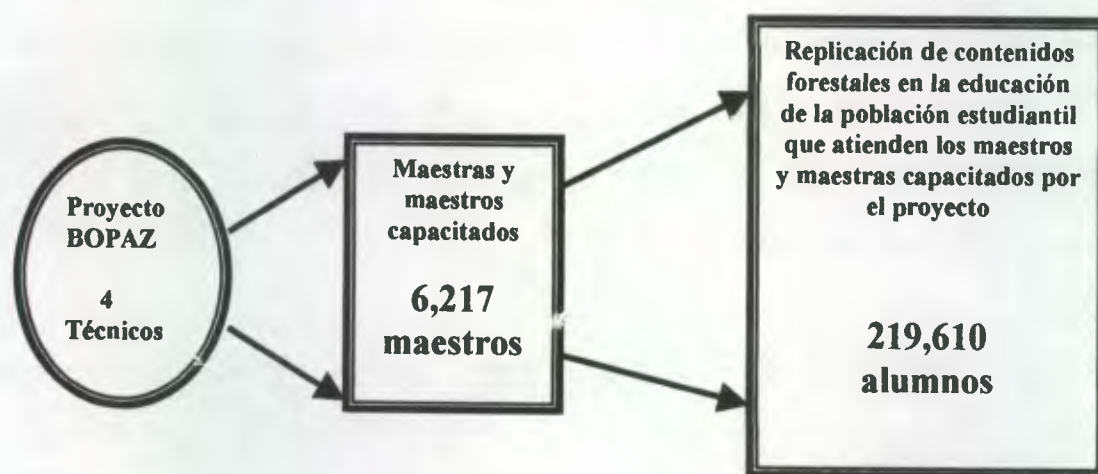 Proyecto
BOPAZ
4
Técnicos
Maestras y
maestros
capacitados
6,217
maestros
Replicación de contenidos
forestales en la educación
de la población estudiantil
que atienden los maestros
y maestras capacitados por
el proyecto
219,610
alumnos